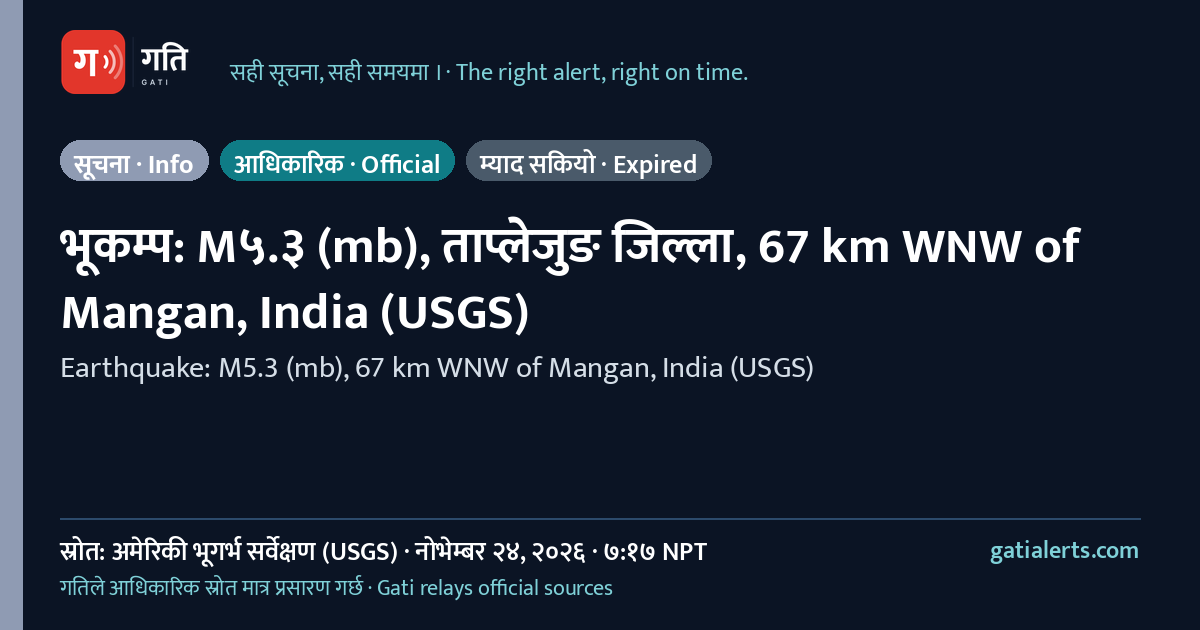 ग गति
GATI
सही सूचना, सही समयमा । · The right alert, right on time.
सूचना · Info
आधिकारिक · Official
म्याद सकियो · Expired
भूकम्प: M५.३ (mb), ताप्लेजुङ जिल्ला, 67 km WNW of
Mangan, India (USGS)
Earthquake: M5.3 (mb), 67 km WNW of Mangan, India (USGS)
स्रोत: अमेरिकी भूगर्भ सर्वेक्षण (USGS) · नोभेम्बर २४, २०२६ · ७:१७ NPT
gatialerts.com
गतिले आधिकारिक स्रोत मात्र प्रसारण गर्छ · Gati relays official sources